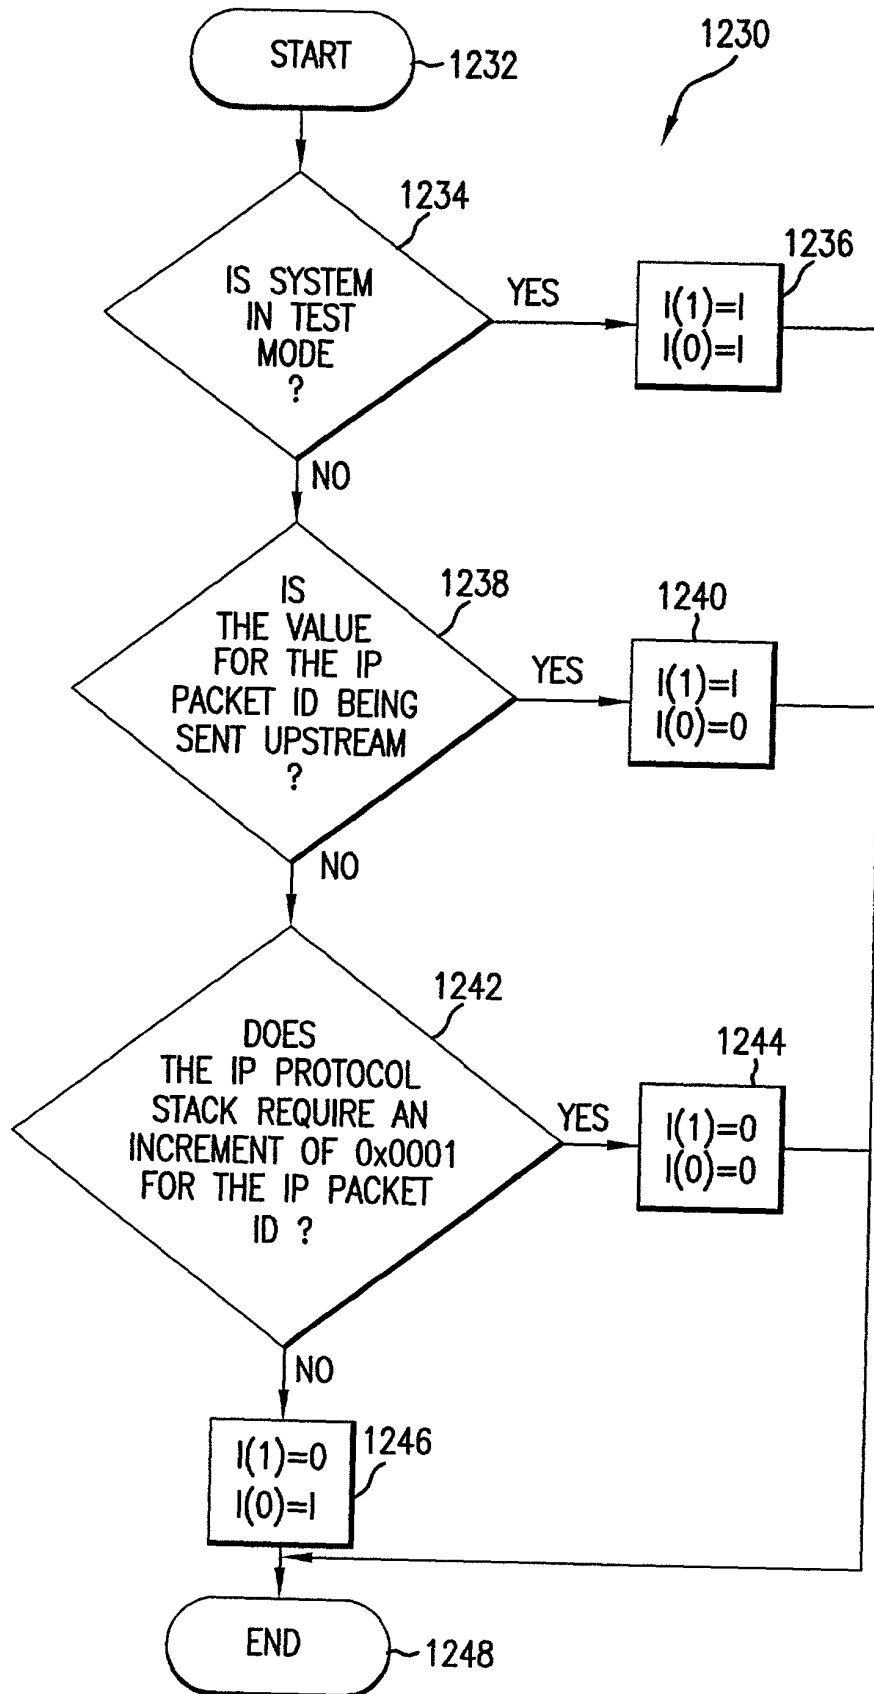 START
1232
1230
1234
IS SYSTEM
IN TEST
MODE
?
YES
1236
I(1)=I
I(0)=I
NO
1238
IS
THE VALUE
FOR THE IP
PACKET ID BEING
SENT UPSTREAM
?
YES
1240
I(1)=I
I(0)=0
NO
1242
DOES
THE IP PROTOCOL
STACK REQUIRE AN
INCREMENT OF 0x0001
FOR THE IP PACKET
ID ?
YES
1244
I(1)=0
I(0)=0
NO
1246
I(1)=0
I(0)=I
END
1248